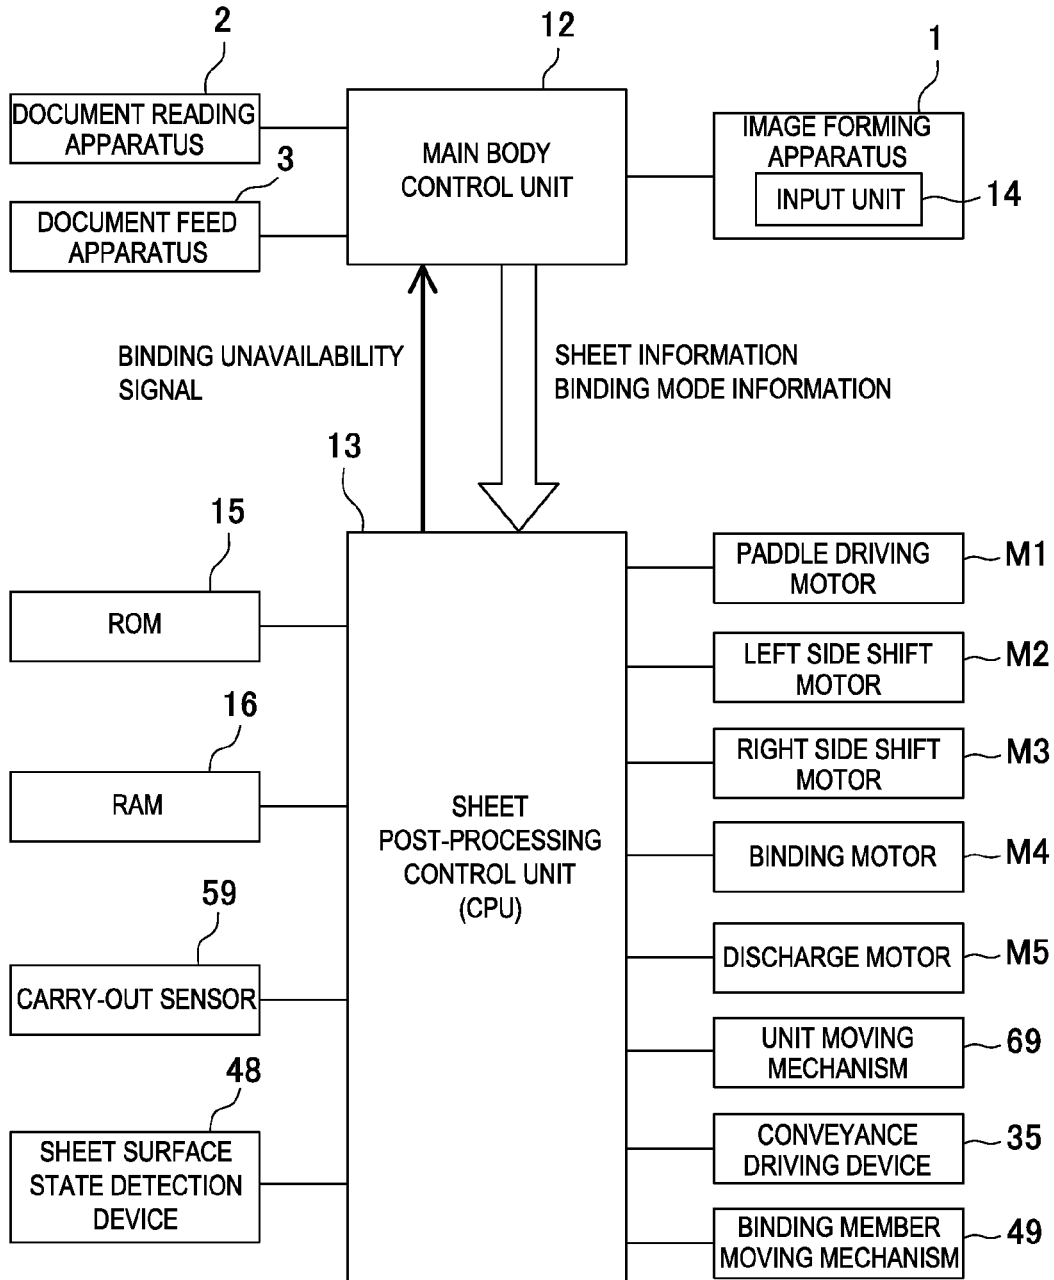 2
12
1
DOCUMENT READING
APPARATUS
MAIN BODY
CONTROL UNIT
IMAGE FORMING
APPARATUS
INPUT UNIT
14
3
DOCUMENT FEED
APPARATUS
BINDING UNAVAILABILITY
SIGNAL
SHEET INFORMATION
BINDING MODE INFORMATION
13
15
ROM
16
RAM
59
CARRY-OUT SENSOR
48
SHEET SURFACE
STATE DETECTION
DEVICE
SHEET
POST-PROCESSING
CONTROL UNIT
(CPU)
PADDLE DRIVING
MOTOR
M1
LEFT SIDE SHIFT
MOTOR
M2
RIGHT SIDE SHIFT
MOTOR
M3
BINDING MOTOR
M4
DISCHARGE MOTOR
M5
UNIT MOVING
MECHANISM
69
CONVEYANCE
DRIVING DEVICE
35
BINDING MEMBER
MOVING MECHANISM
49